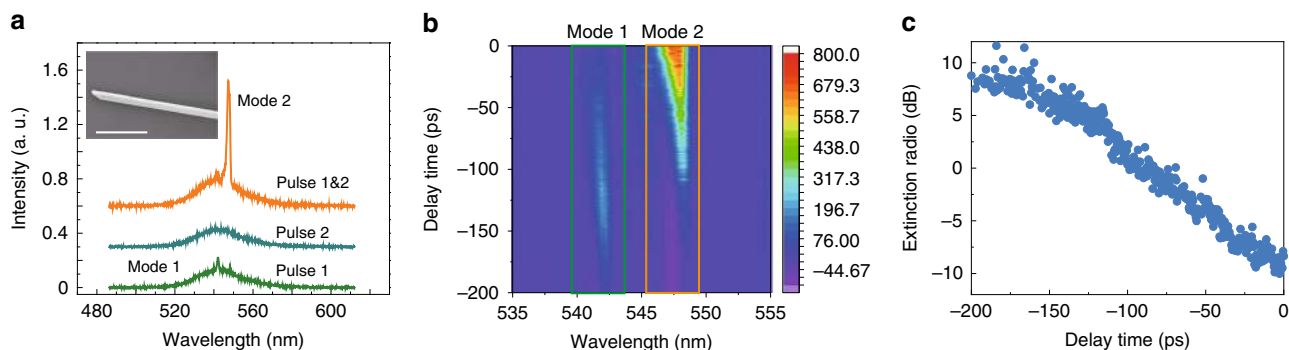 a
Intensity (a. u.)
1.6
1.2
0.8
0.4
0
Mode 2
Pulse 1&2
Pulse 2
Mode 1
Pulse 1
480
520
560
600
Wavelength (nm)
b
Mode 1
Mode 2
Delay time (ps)
0
−50
−100
−150
−200
535
545
555
Wavelength (nm)
800.0
679.3
558.7
438.0
317.3
196.7
76.00
−44.67
c
Extinction radio (dB)
10
5
0
−5
−10
−200
−150
−100
−50
0
Delay time (ps)